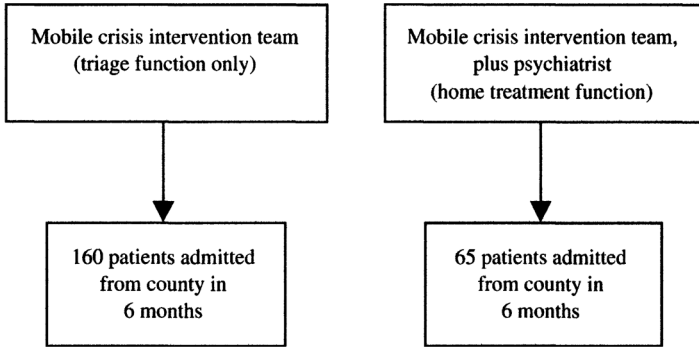 Mobile crisis intervention team
(triage function only)
Mobile crisis intervention team,
plus psychiatrist
(home treatment function)
160 patients admitted
from county in
6 months
65 patients admitted
from county in
6 months